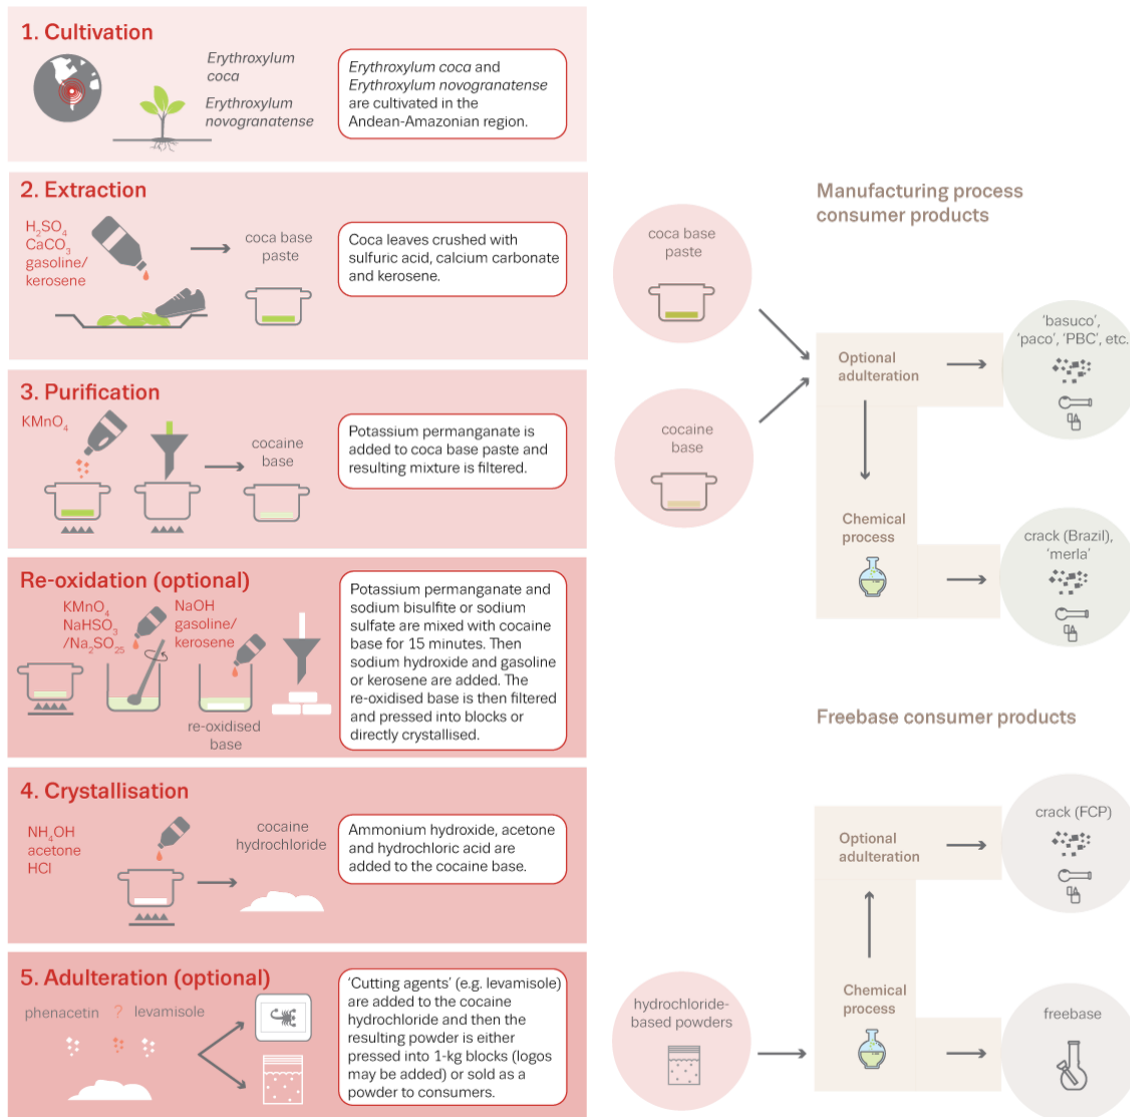 1. Cultivation
Erythroxylum
coca
Erythroxylum
novogranatense
Erythroxylum coca and
Erythroxylum novogranatense
are cultivated in the
Andean-Amazonian region.
2. Extraction
H₂SO₄
CaCO₃
gasoline/
kerosene
coca base
paste
Coca leaves crushed with
sulfuric acid, calcium carbonate
and kerosene.
3. Purification
KMnO₄
cocaine
base
Potassium permanganate is
added to coca base paste and
resulting mixture is filtered.
Re-oxidation (optional)
KMnO₄
NaHSO₃
/Na₂SO₂₅
NaOH
gasoline/
kerosene
re-oxidised
base
Potassium permanganate and
sodium bisulfite or sodium
sulfate are mixed with cocaine
base for 15 minutes. Then
sodium hydroxide and gasoline
or kerosene are added. The
re-oxidised base is then filtered
and pressed into blocks or
directly crystallised.
4. Crystallisation
NH₄OH
acetone
HCl
cocaine
hydrochloride
Ammonium hydroxide, acetone
and hydrochloric acid are
added to the cocaine base.
5. Adulteration (optional)
phenacetin ? levamisole
'Cutting agents' (e.g. levamisole)
are added to the cocaine
hydrochloride and then the
resulting powder is either
pressed into 1-kg blocks (logos
may be added) or sold as a
powder to consumers.
Manufacturing process
consumer products
coca base
paste
cocaine
base
Optional
adulteration
'basuco',
'paco', 'PBC', etc.
Chemical
process
crack (Brazil),
'merla'
Freebase consumer products
hydrochloride-
based powders
Optional
adulteration
crack (FCP)
Chemical
process
freebase